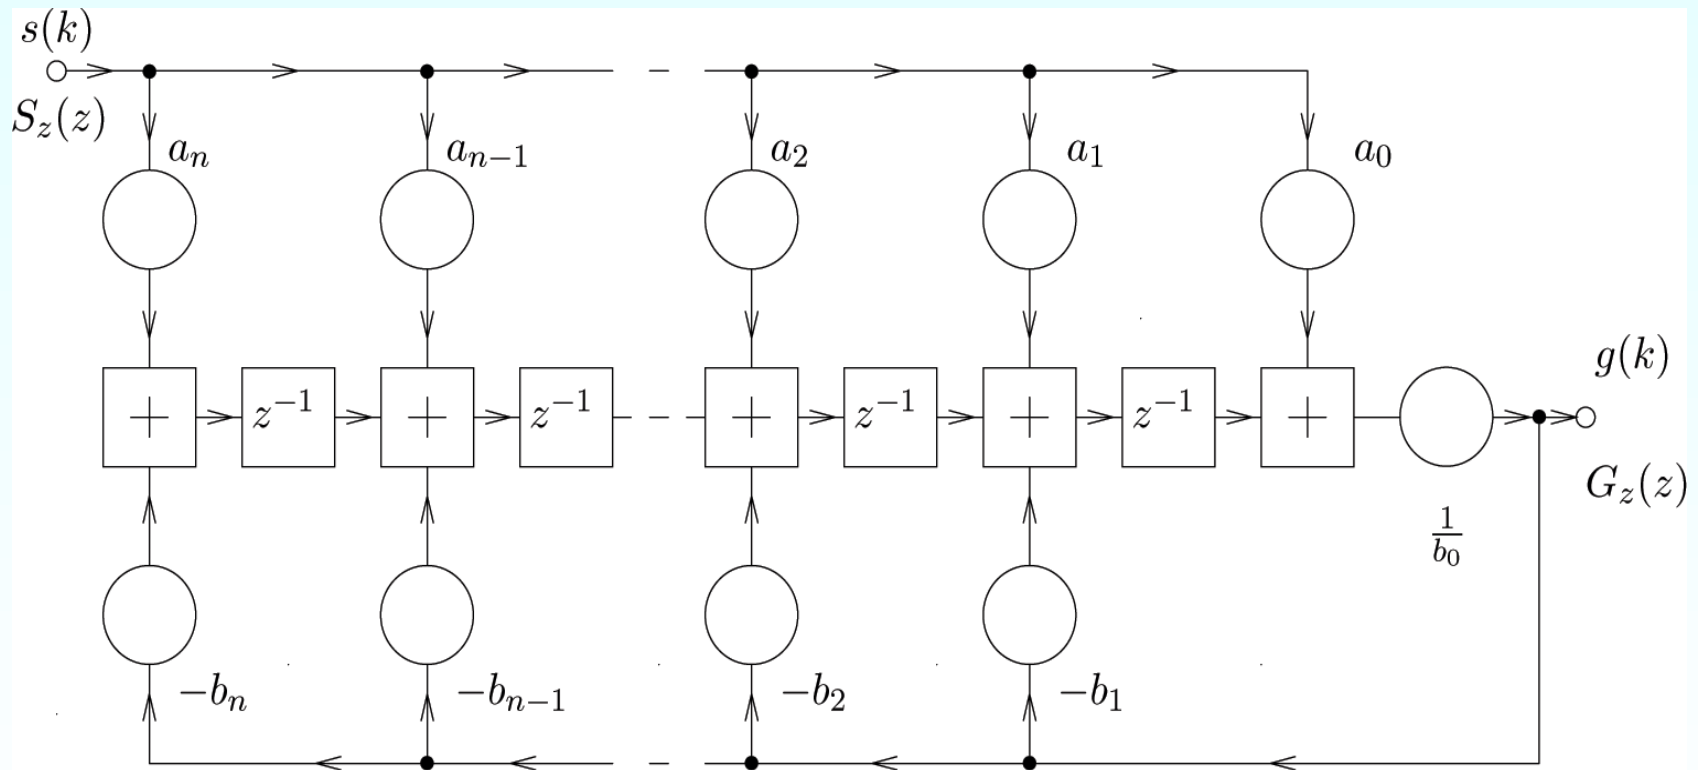 s(k)
S_z(z)
a_n a_{n-1} a_2 a_1 a_0
g(k)
+ z^{-1} + z^{-1} + z^{-1} + z^{-1} +
G_z(z)
\frac{1}{b_0}
-b_n -b_{n-1} -b_2 -b_1